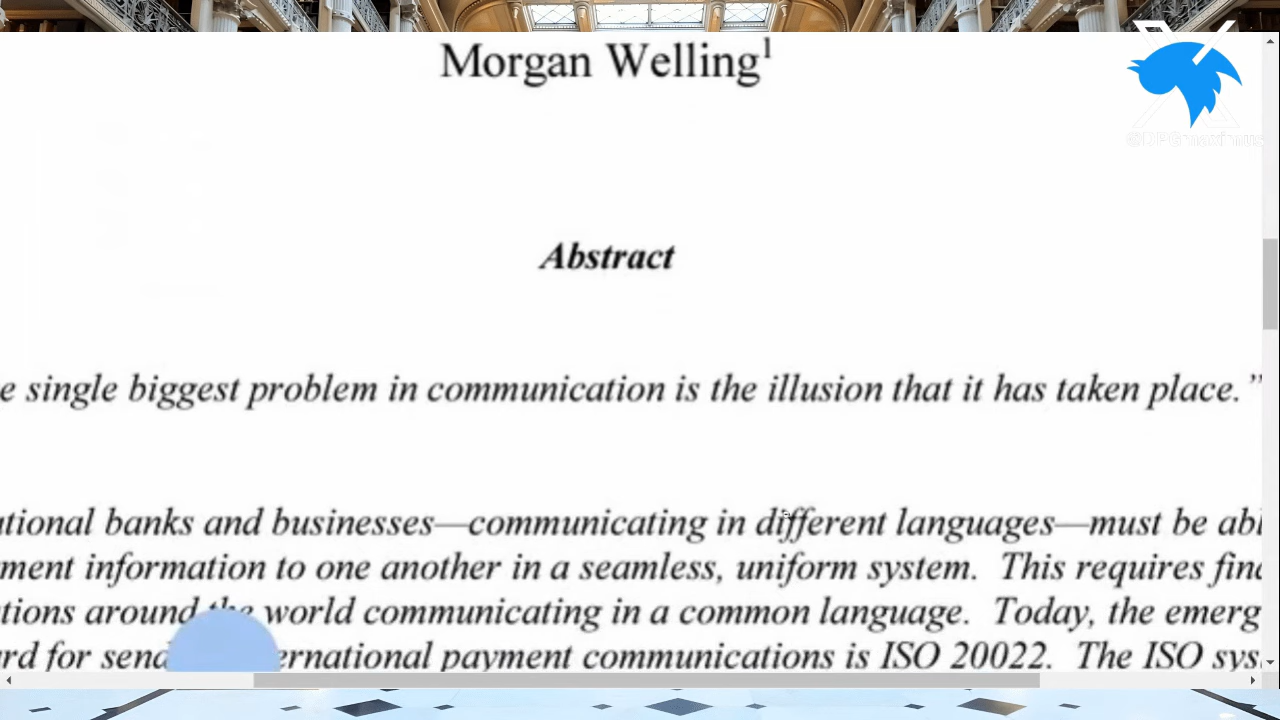 Morgan Welling¹
Abstract
e single biggest problem in communication is the illusion that it has taken place.”
ational banks and businesses—communicating in different languages—must be abl
ment information to one another in a seamless, uniform system. This requires find
tions around the world communicating in a common language. Today, the emerg
rd for send ernational payment communications is ISO 20022. The ISO sys
@DFGmaximus